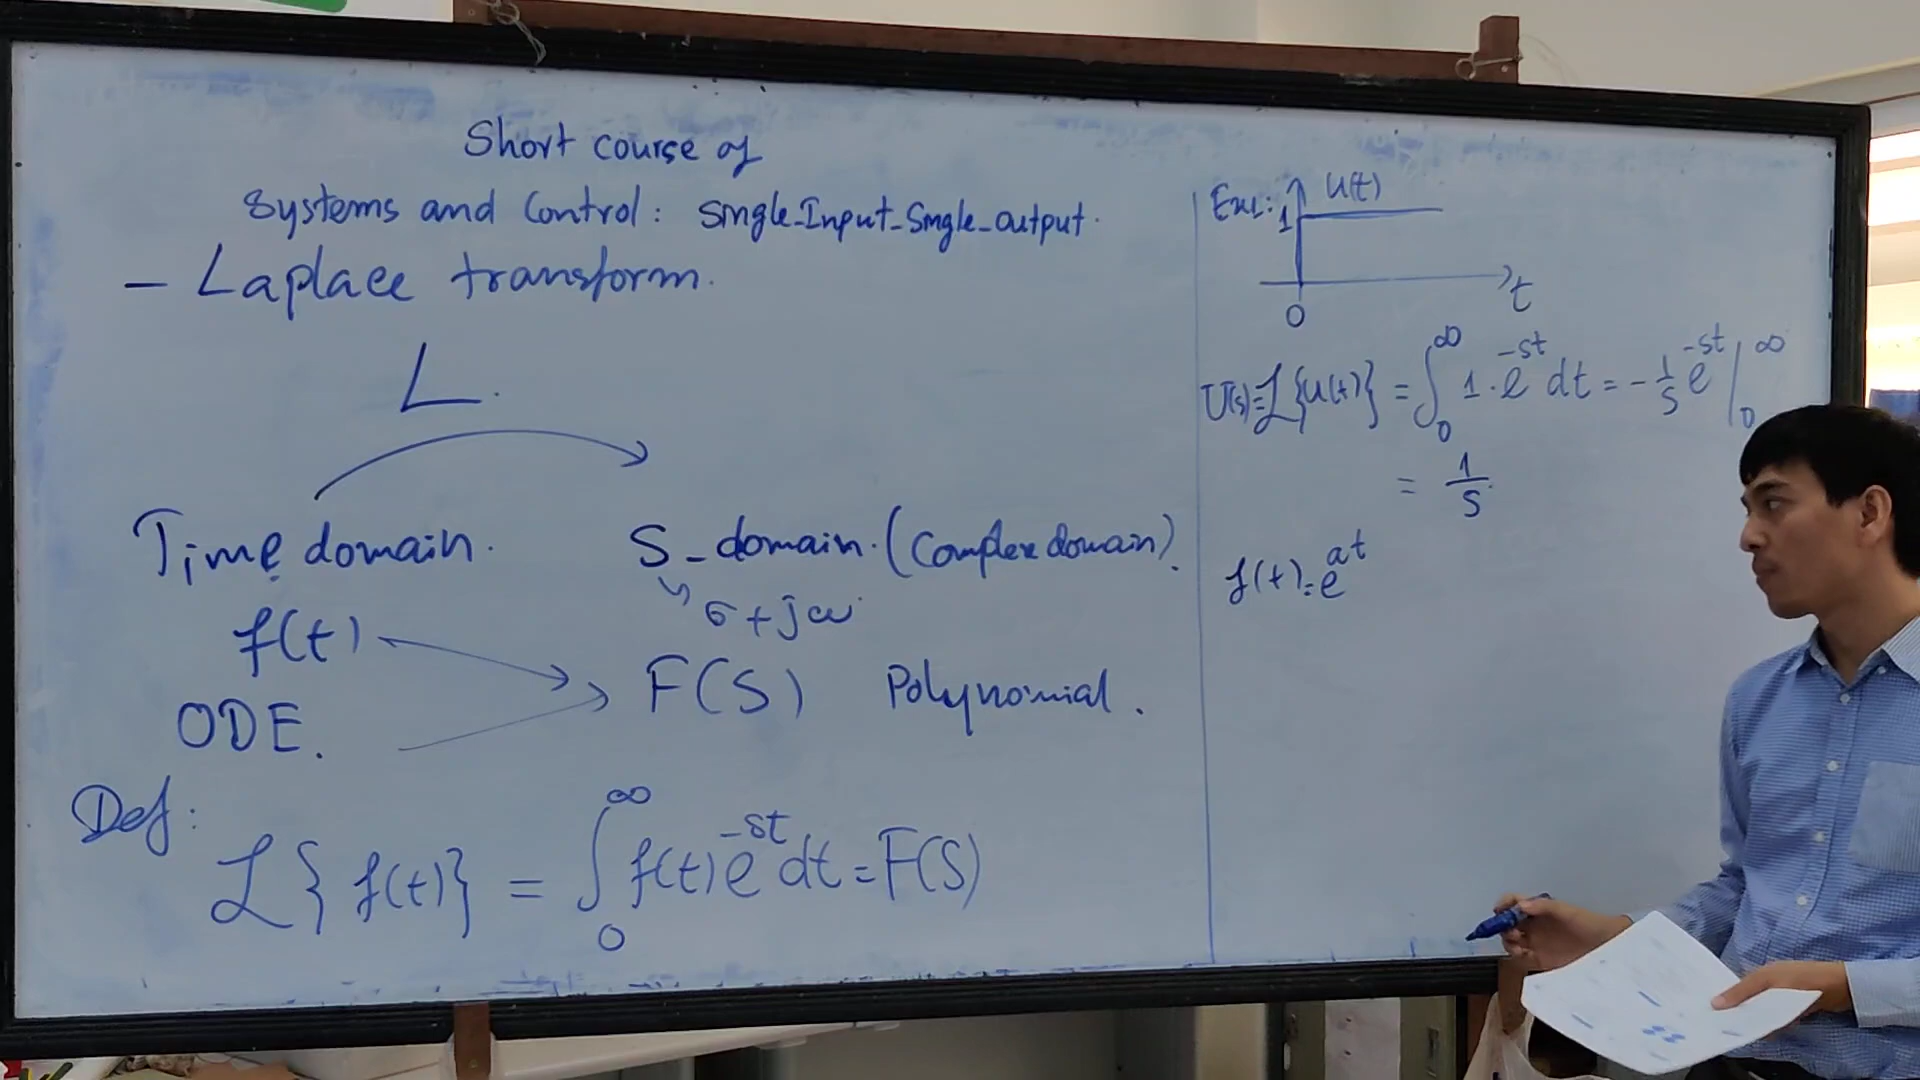 Short course of
Systems and Control: Single-Input-Single-output.
- Laplace transform.
L.
Time domain.
S-domain. (Complex domain).
σ+jω
f(t)
F(S) Polynomial.
ODE.
Def:
ℒ{f(t)} = ∫₀^∞ f(t)e^{-st}dt = F(S)
Ex1: 1 u(t)
t
0
U(s)=ℒ{u(t)} = ∫₀^∞ 1·e^{-st} dt = -1/s e^{-st} |₀^∞
= 1/s.
f(t)=e^{at}